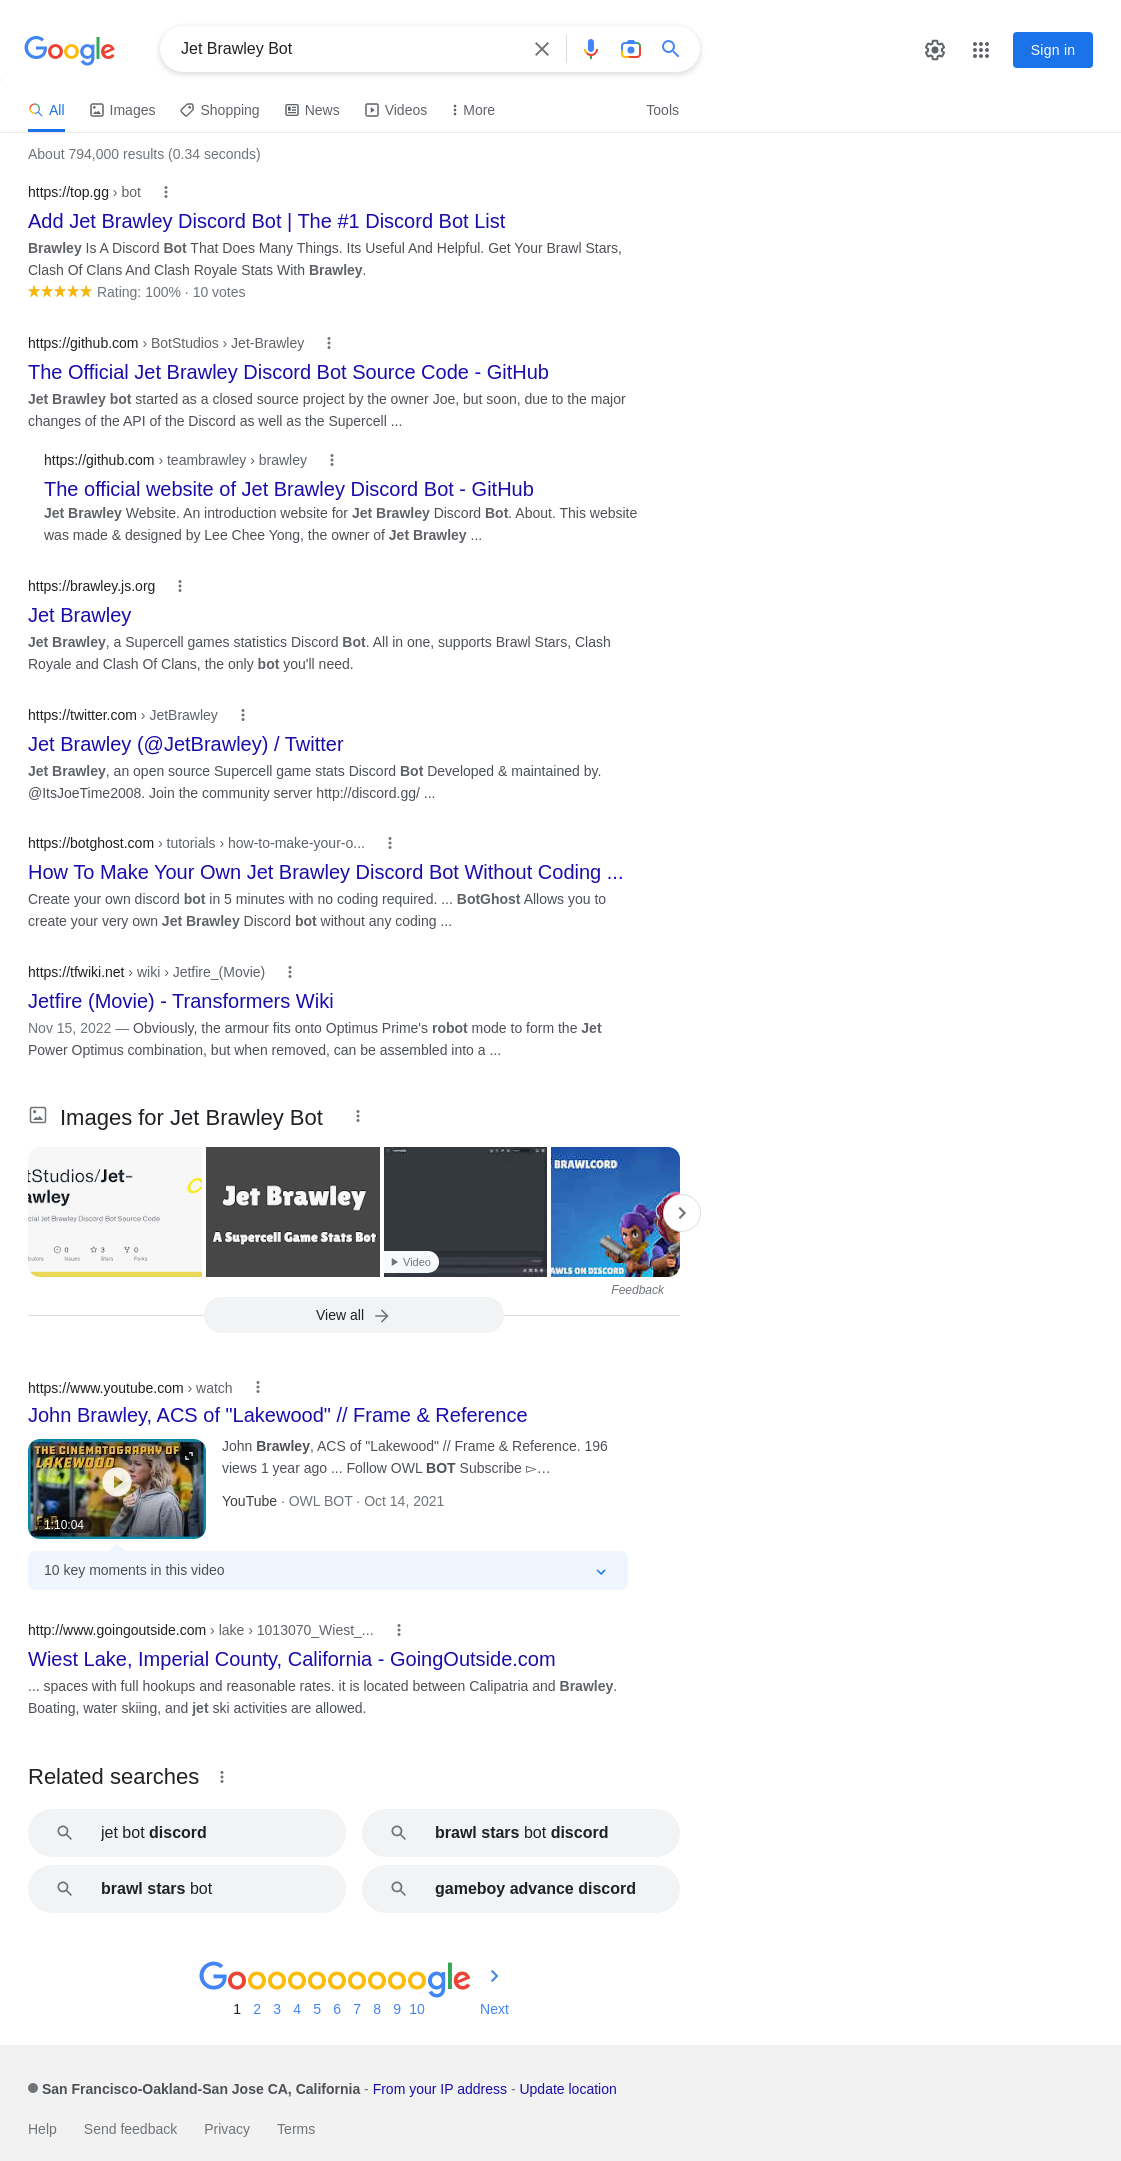 Google
Jet Brawley Bot
Sign in
All
Images
Shopping
News
Videos
More
Tools
About 794,000 results (0.34 seconds)
https://top.gg › bot
Add Jet Brawley Discord Bot | The #1 Discord Bot List
Brawley Is A Discord Bot That Does Many Things. Its Useful And Helpful. Get Your Brawl Stars,
Clash Of Clans And Clash Royale Stats With Brawley.
Rating: 100% · 10 votes
https://github.com › BotStudios › Jet-Brawley
The Official Jet Brawley Discord Bot Source Code - GitHub
Jet Brawley bot started as a closed source project by the owner Joe, but soon, due to the major
changes of the API of the Discord as well as the Supercell ...
https://github.com › teambrawley › brawley
The official website of Jet Brawley Discord Bot - GitHub
Jet Brawley Website. An introduction website for Jet Brawley Discord Bot. About. This website
was made & designed by Lee Chee Yong, the owner of Jet Brawley ...
https://brawley.js.org
Jet Brawley
Jet Brawley, a Supercell games statistics Discord Bot. All in one, supports Brawl Stars, Clash
Royale and Clash Of Clans, the only bot you'll need.
https://twitter.com › JetBrawley
Jet Brawley (@JetBrawley) / Twitter
Jet Brawley, an open source Supercell game stats Discord Bot Developed & maintained by.
@ItsJoeTime2008. Join the community server http://discord.gg/ ...
https://botghost.com › tutorials › how-to-make-your-o...
How To Make Your Own Jet Brawley Discord Bot Without Coding ...
Create your own discord bot in 5 minutes with no coding required. ... BotGhost Allows you to
create your very own Jet Brawley Discord bot without any coding ...
https://tfwiki.net › wiki › Jetfire_(Movie)
Jetfire (Movie) - Transformers Wiki
Nov 15, 2022 — Obviously, the armour fits onto Optimus Prime's robot mode to form the Jet
Power Optimus combination, but when removed, can be assembled into a ...
Images for Jet Brawley Bot
tStudios/Jet-
awley
cial Jet Brawley Discord Bot Source Code
0
3
0
butors
Issues
Stars
Forks
Jet Brawley
A Supercell Game Stats Bot
Video
BRAWLCORD
AWLS ON DISCORD
Feedback
View all
https://www.youtube.com › watch
John Brawley, ACS of "Lakewood" // Frame & Reference
THE CINEMATOGRAPHY OF
LAKEWOOD
1:10:04
John Brawley, ACS of "Lakewood" // Frame & Reference. 196
views 1 year ago ... Follow OWL BOT Subscribe ▻…
YouTube · OWL BOT · Oct 14, 2021
10 key moments in this video
http://www.goingoutside.com › lake › 1013070_Wiest_...
Wiest Lake, Imperial County, California - GoingOutside.com
... spaces with full hookups and reasonable rates. it is located between Calipatria and Brawley.
Boating, water skiing, and jet ski activities are allowed.
Related searches
jet bot discord
brawl stars bot discord
brawl stars bot
gameboy advance discord
Goooooooooogle
1 2 3 4 5 6 7 8 9 10 Next
San Francisco-Oakland-San Jose CA, California - From your IP address - Update location
Help
Send feedback
Privacy
Terms